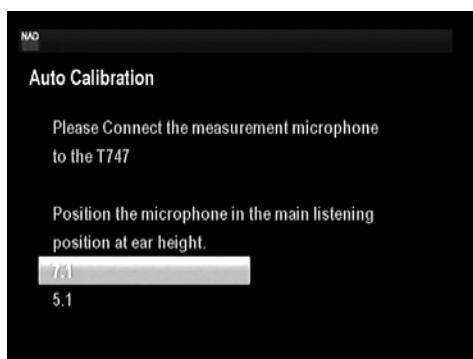 NAD
Auto Calibration
Please Connect the measurement microphone
to the T747
Position the microphone in the main listening
position at ear height.
7.1
5.1